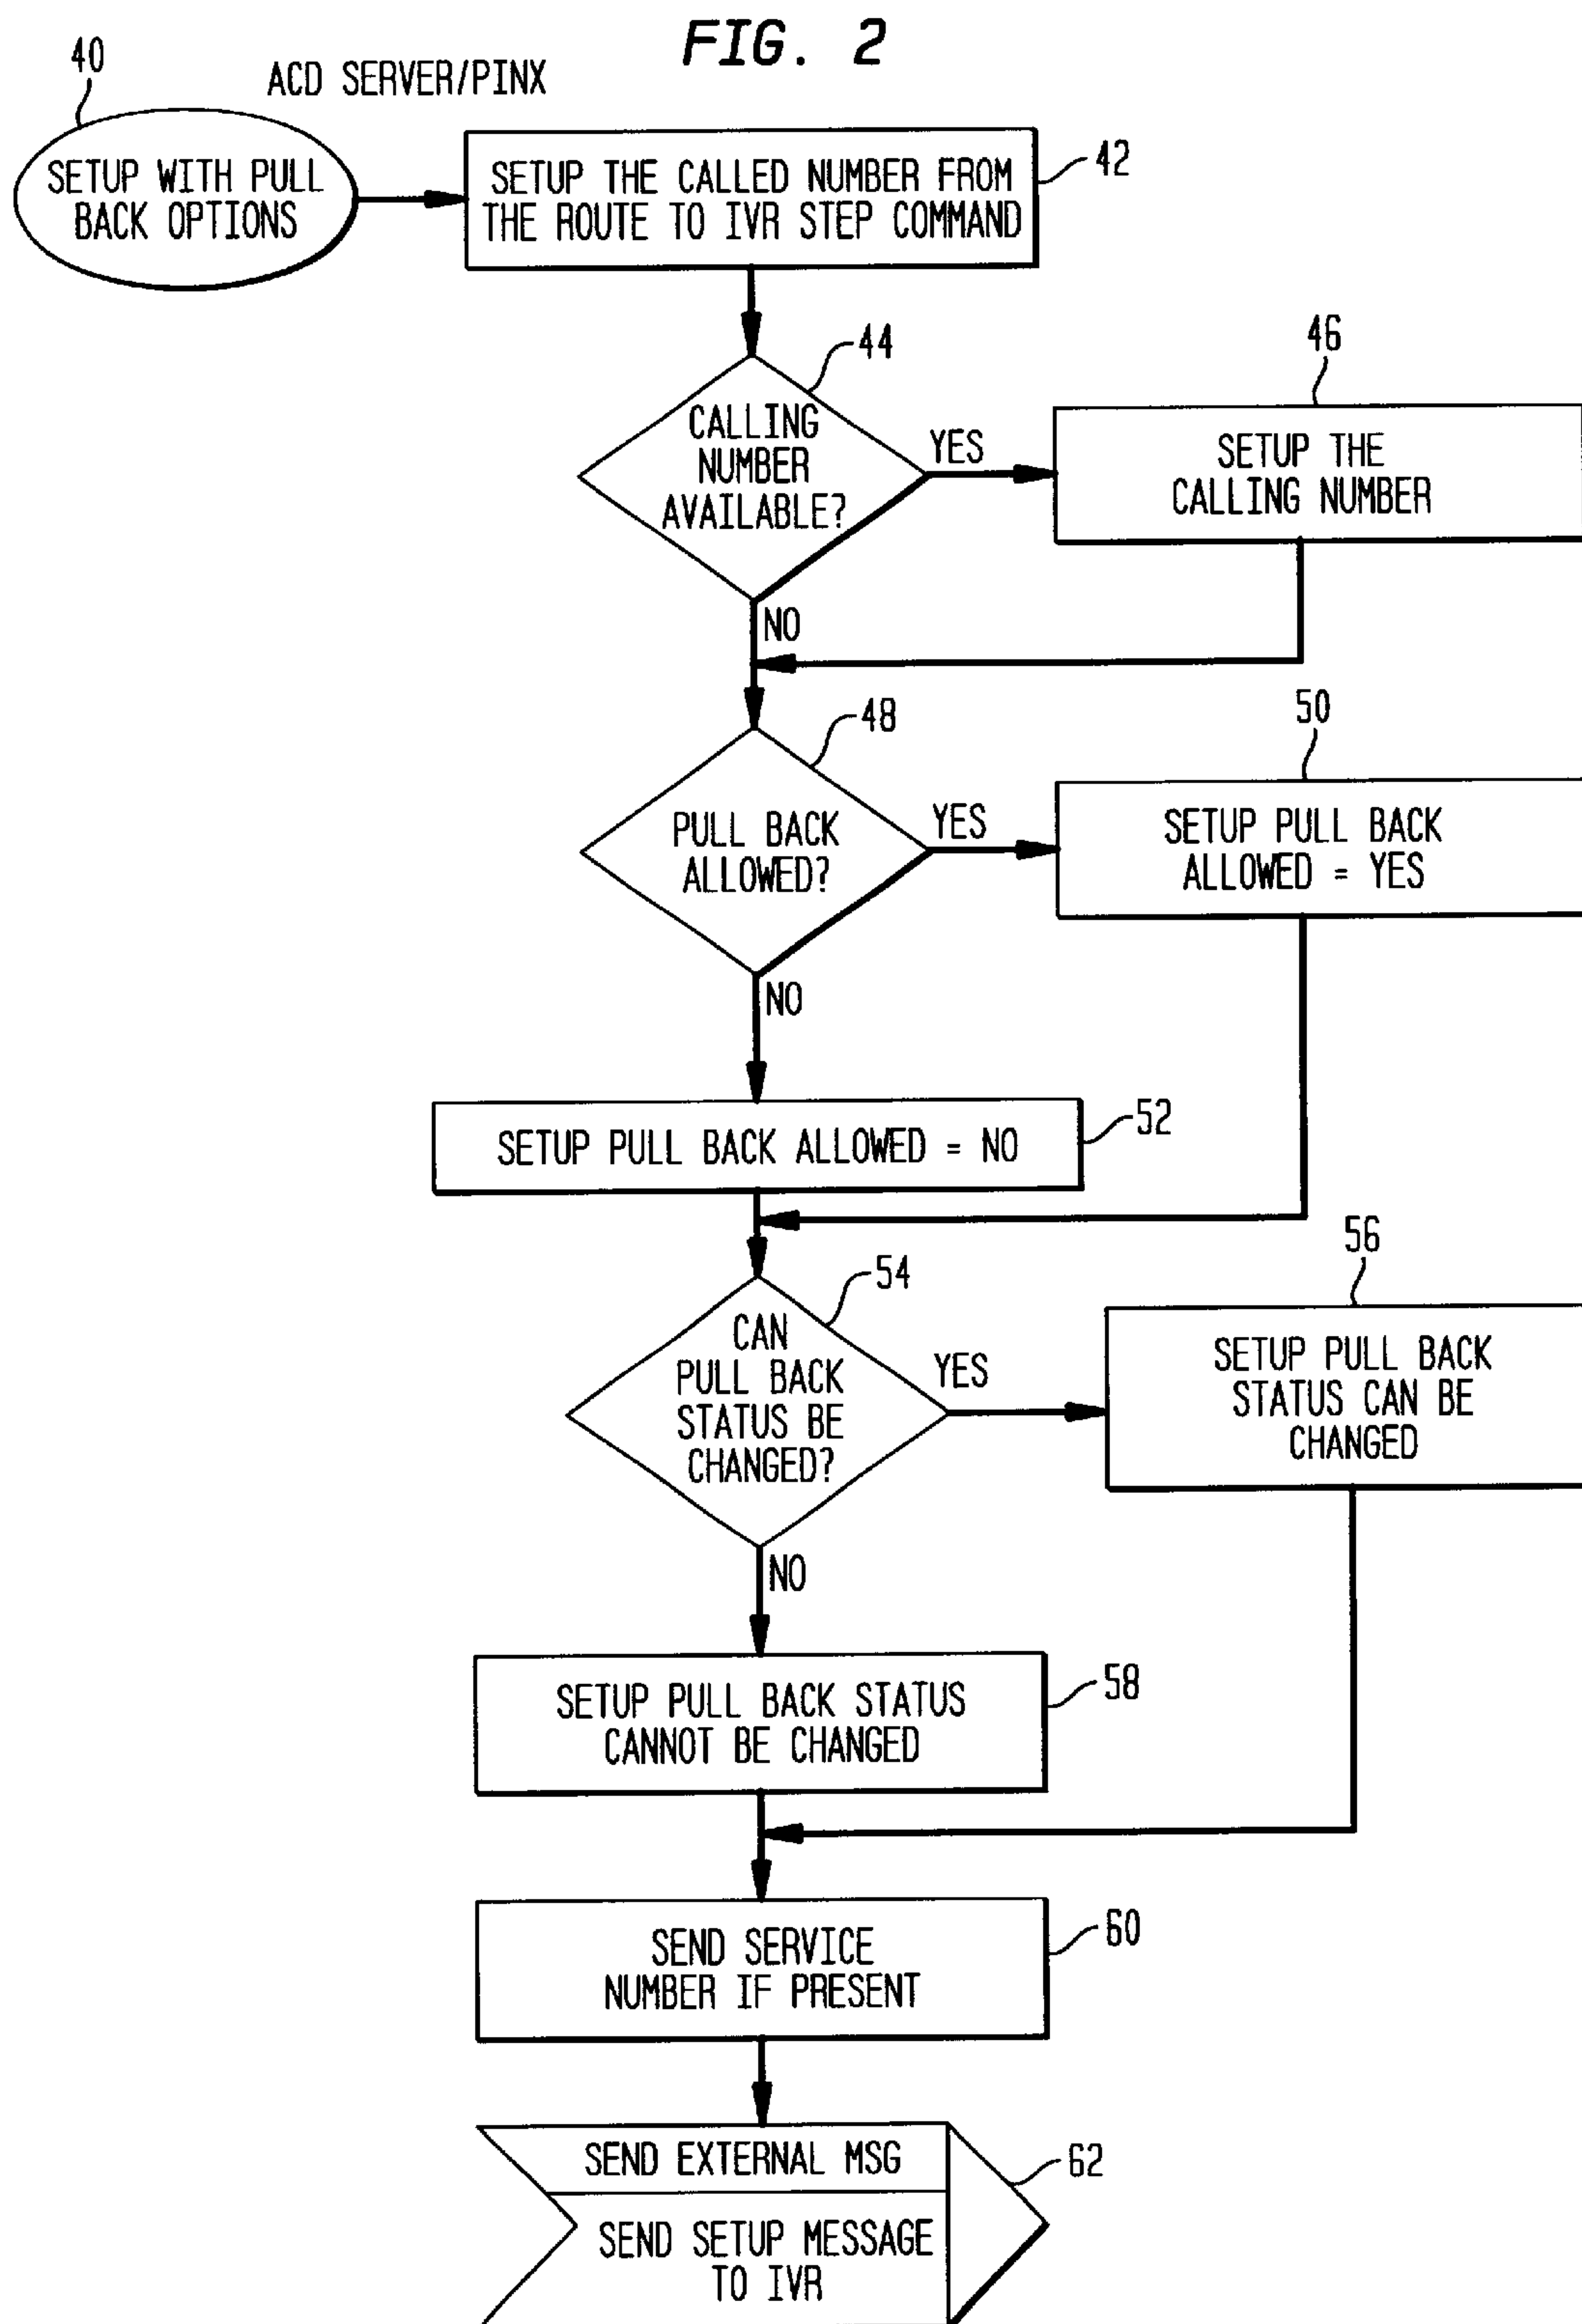 FIG. 2
40
ACD SERVER/PINX
SETUP WITH PULL
BACK OPTIONS
SETUP THE CALLED NUMBER FROM
THE ROUTE TO IVR STEP COMMAND
42
44
CALLING
NUMBER
AVAILABLE?
YES
46
SETUP THE
CALLING NUMBER
NO
48
PULL BACK
ALLOWED?
YES
50
SETUP PULL BACK
ALLOWED = YES
NO
SETUP PULL BACK ALLOWED = NO
52
54
CAN
PULL BACK
STATUS BE
CHANGED?
YES
56
SETUP PULL BACK
STATUS CAN BE
CHANGED
NO
SETUP PULL BACK STATUS
CANNOT BE CHANGED
58
SEND SERVICE
NUMBER IF PRESENT
60
SEND EXTERNAL MSG
62
SEND SETUP MESSAGE
TO IVR